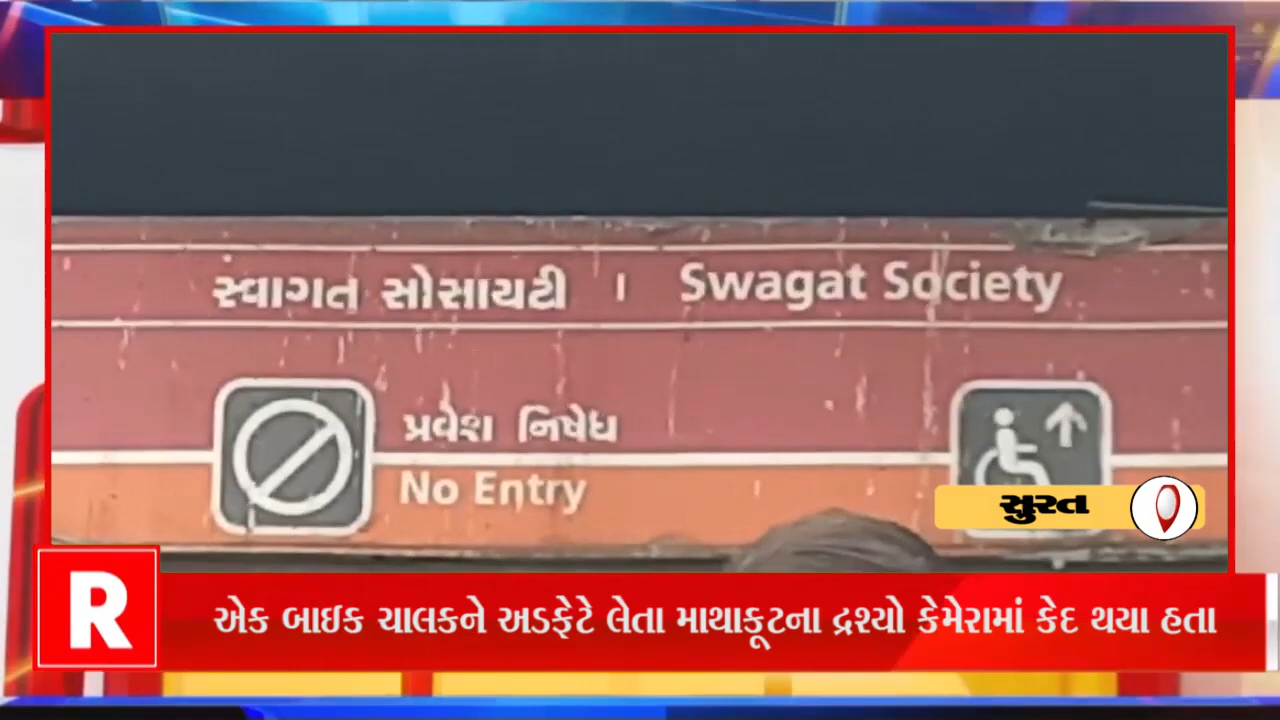 સ્વાગત સોસાયટી | Swagat Society
પ્રવેશ નિષેધ
No Entry
સુરત
R
એક બાઇક ચાલકને અડફેટે લેતા માથાકૂટના દ્રશ્યો કેમેરામાં કેદ થયા હતા